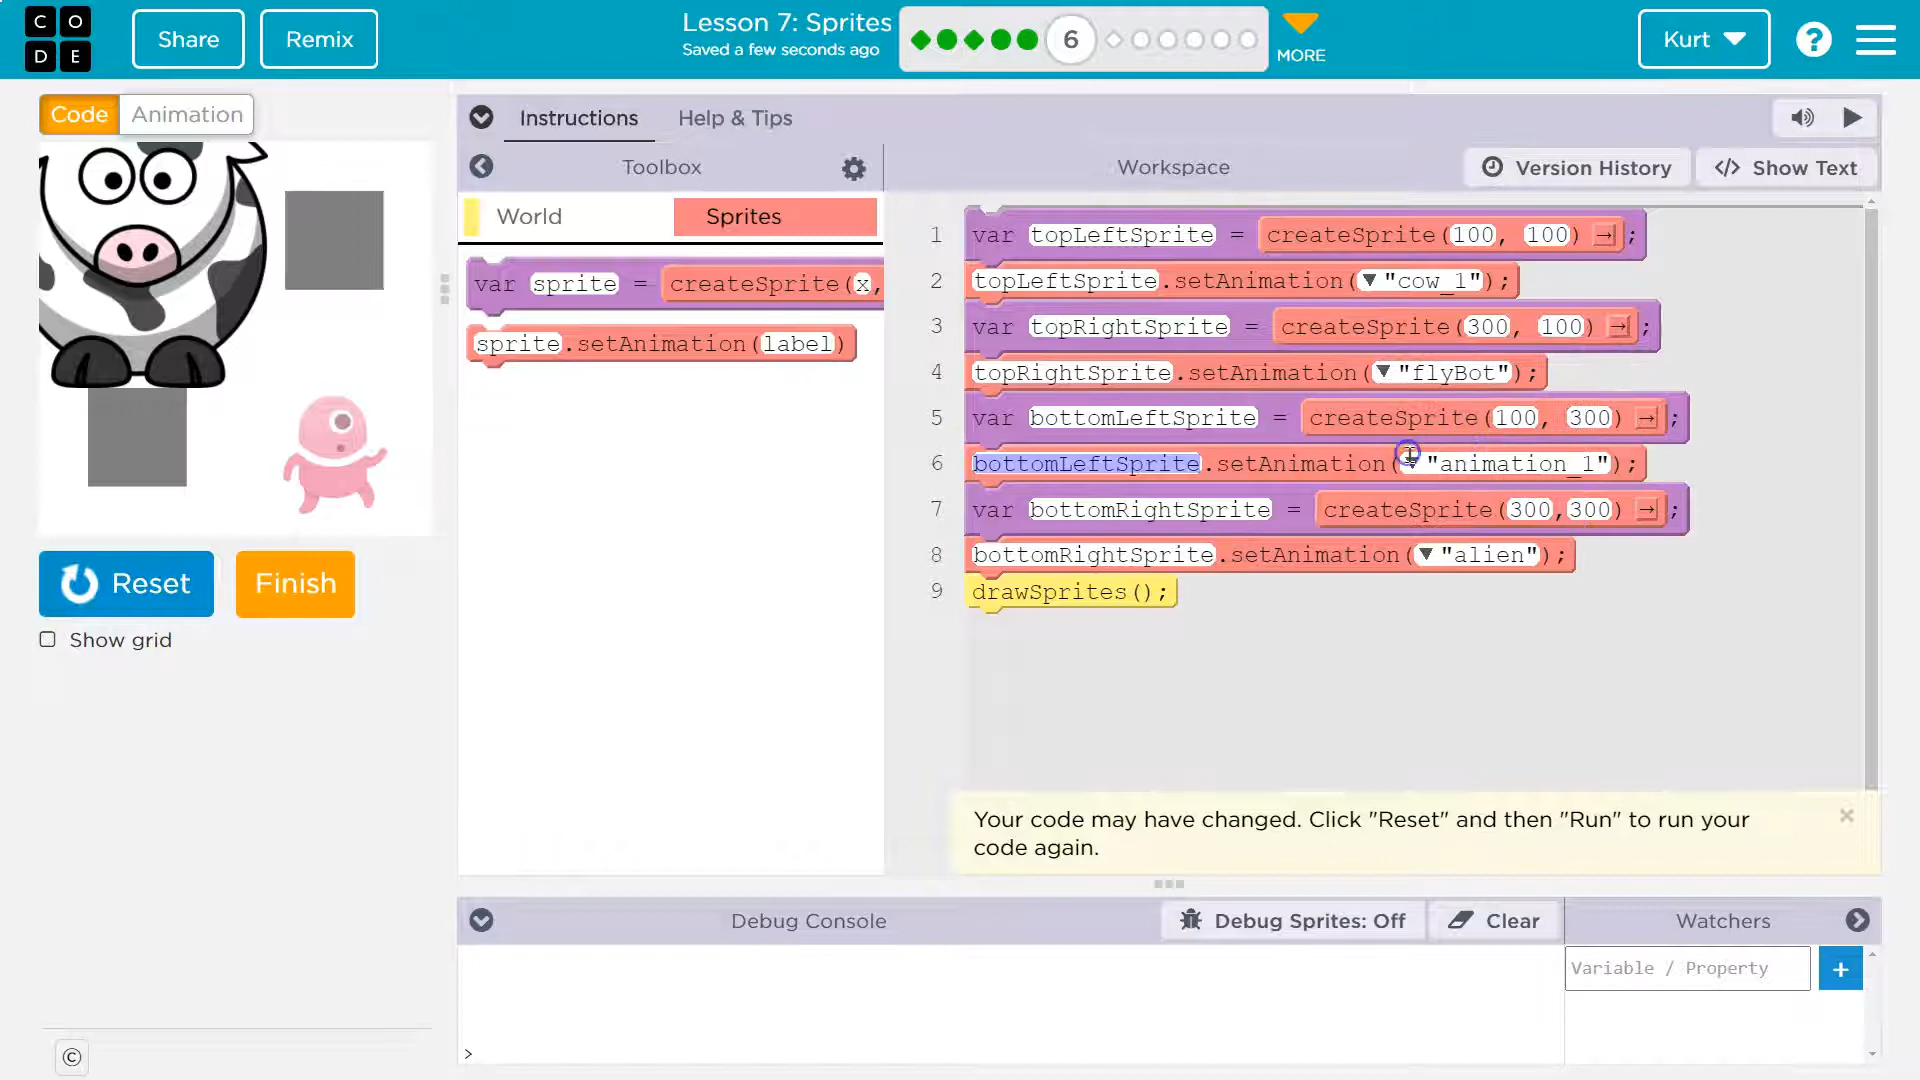 C O
D E
Share
Remix
Lesson 7: Sprites
Saved a few seconds ago
6
MORE
Kurt
?
Code
Animation
Instructions
Help & Tips
Toolbox
Workspace
Version History
</> Show Text
World
Sprites
var sprite = createSprite(x,
sprite.setAnimation(label)
1 var topLeftSprite = createSprite(100, 100) → ;
2 topLeftSprite.setAnimation(▼ "cow_1");
3 var topRightSprite = createSprite(300, 100) → ;
4 topRightSprite.setAnimation(▼ "flyBot");
5 var bottomLeftSprite = createSprite(100, 300) → ;
6 bottomLeftSprite.setAnimation(▼ "animation_1");
7 var bottomRightSprite = createSprite(300,300) → ;
8 bottomRightSprite.setAnimation(▼ "alien");
9 drawSprites();
Reset
Finish
Show grid
Your code may have changed. Click "Reset" and then "Run" to run your
code again.
Debug Console
Debug Sprites: Off
Clear
Watchers
Variable / Property
+
>
©